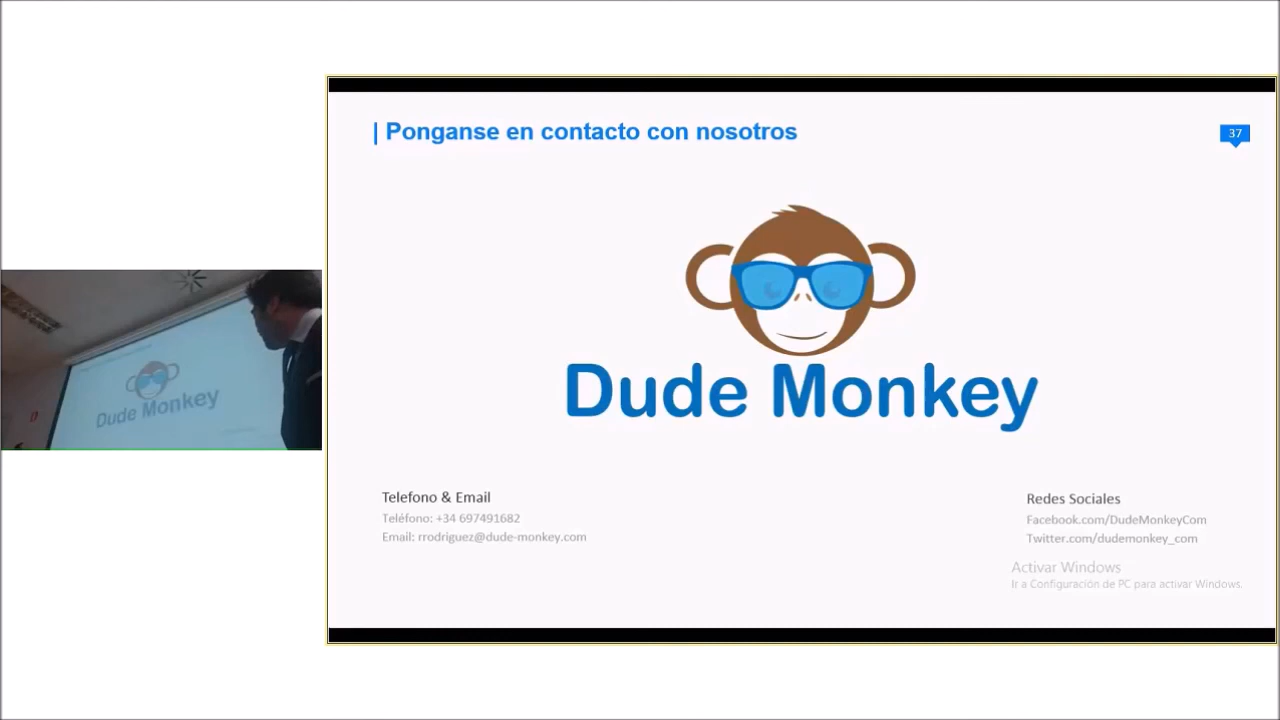 | Ponganse en contacto con nosotros
37
Dude Monkey
Telefono & Email
Teléfono: +34 697491682
Email: rrodriguez@dude-monkey.com
Redes Sociales
Facebook.com/DudeMonkeyCom
Twitter.com/dudemonkey_com
Activar Windows
Ir a Configuración de PC para activar Windows.
Dude Monkey